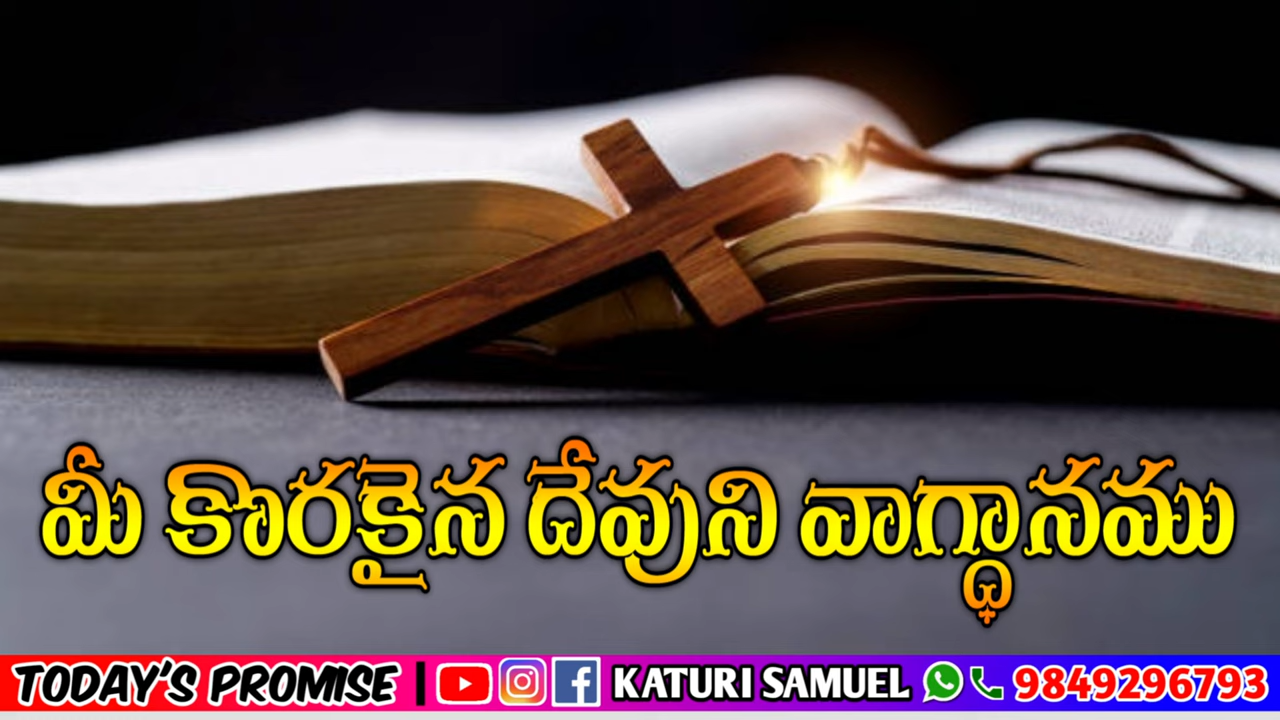 మీ కొరకైన దేవుని వాగ్ధానము
TODAY'S PROMISE | KATURI SAMUEL 9849296793